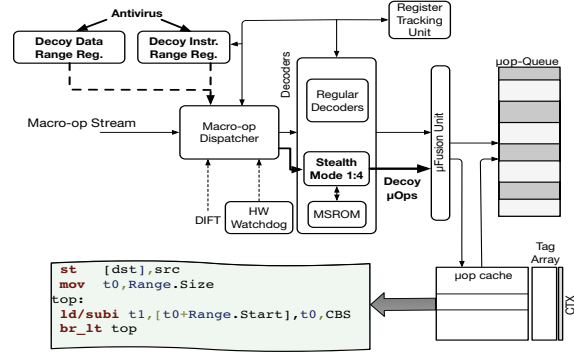 Antivirus
Decoy Data
Range Reg.
Decoy Instr.
Range Reg.
Register
Tracking
Unit
Macro-op Stream
Macro-op
Dispatcher
Decoders
Regular
Decoders
Stealth
Mode 1:4
MSROM
Decoy
μOps
μFusion Unit
μop-Queue
DIFT
HW
Watchdog
Tag
Array
μop cache
CTX
st [dst],src
mov t0,Range.Size
top:
ld/subi t1,[t0+Range.Start],t0,CBS
br_lt top